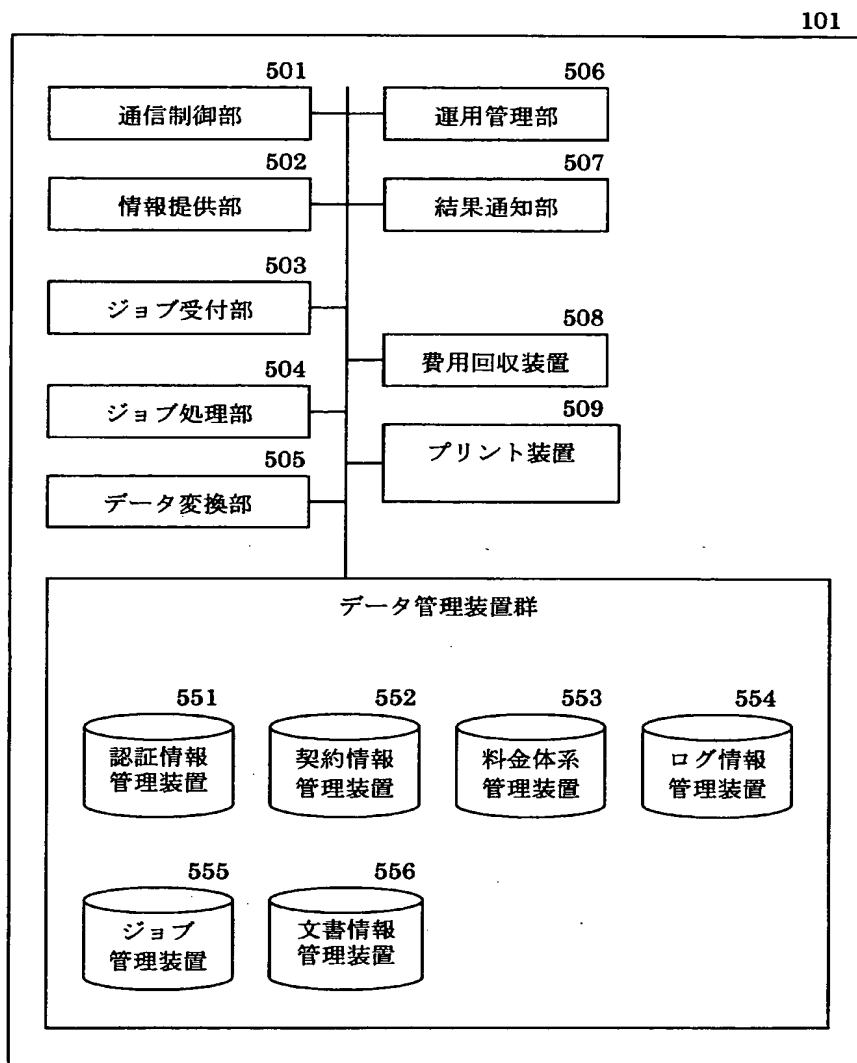 101
501
通信制御部
506
運用管理部
502
情報提供部
507
結果通知部
503
ジョブ受付部
508
費用回収装置
504
ジョブ処理部
509
プリント装置
505
データ変換部
データ管理装置群
551
認証情報
管理装置
552
契約情報
管理装置
553
料金体系
管理装置
554
ログ情報
管理装置
555
ジョブ
管理装置
556
文書情報
管理装置